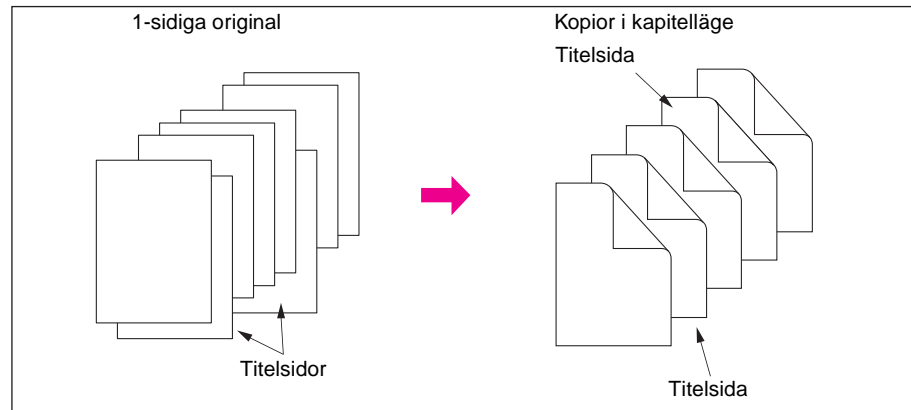 1-sidiga original
Kopior i kapitelläge
Titelsida
Titelsidor
Titelsida